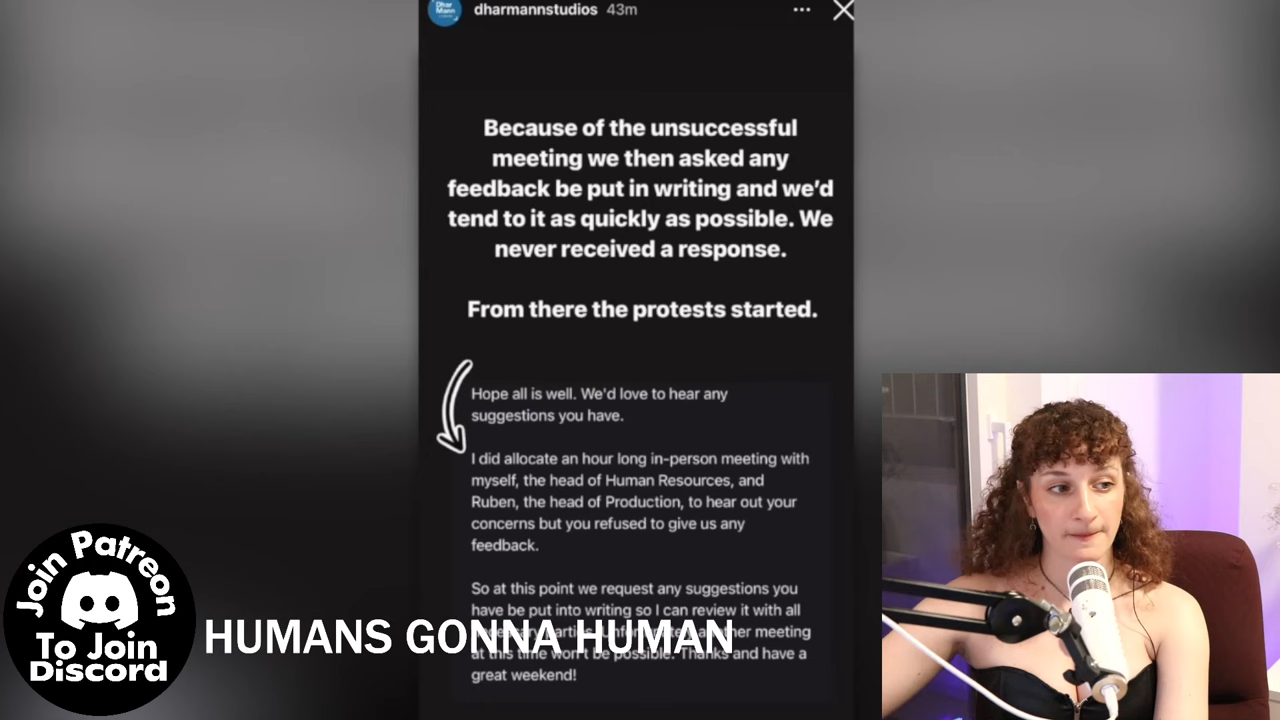 Dhar
Mann
dharmannstudios 43m
Because of the unsuccessful
meeting we then asked any
feedback be put in writing and we'd
tend to it as quickly as possible. We
never received a response.
From there the protests started.
Hope all is well. We'd love to hear any
suggestions you have.
I did allocate an hour long in-person meeting with
myself, the head of Human Resources, and
Ruben, the head of Production, to hear out your
concerns but you refused to give us any
feedback.
So at this point we request any suggestions you
have be put into writing so I can review it with all
meeting
at this time won't be possible. Thanks and have a
great weekend!
Join Patreon
To Join
Discord
HUMANS GONNA HUMAN